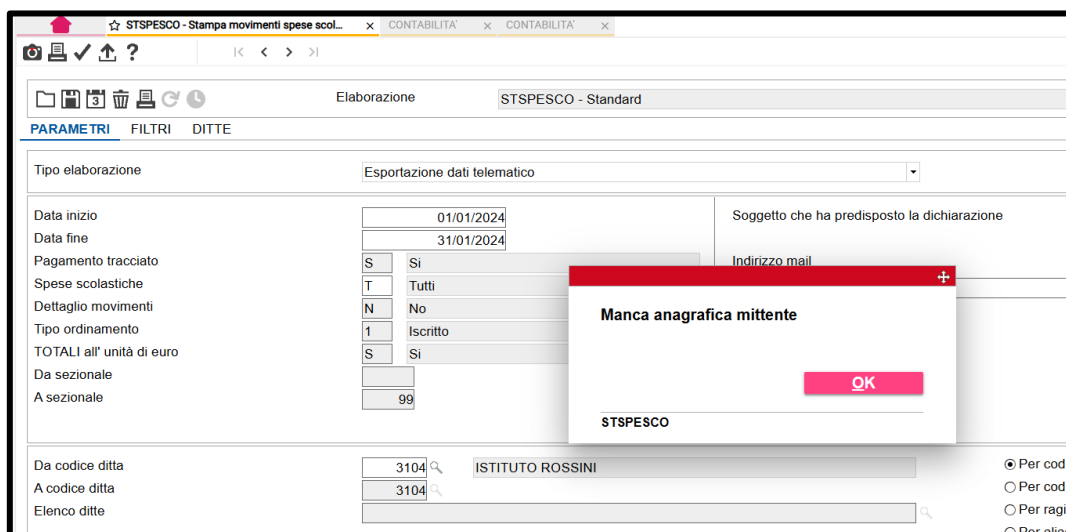 STSPESCO - Stampa movimenti spese scol...
CONTABILITA'
CONTABILITA'
Elaborazione
STSPESCO - Standard
PARAMETRI
FILTRI
DITTE
Tipo elaborazione
Esportazione dati telematico
Data inizio
01/01/2024
Soggetto che ha predisposto la dichiarazione
Data fine
31/01/2024
Pagamento tracciato
S
Si
Indirizzo mail
Spese scolastiche
T
Tutti
Dettaglio movimenti
N
No
Tipo ordinamento
1
Iscritto
TOTALI all' unità di euro
S
Si
Da sezionale
A sezionale
99
Manca anagrafica mittente
OK
STSPESCO
Da codice ditta
3104
ISTITUTO ROSSINI
Per cod
A codice ditta
3104
Per cod
Elenco ditte
Per ragi